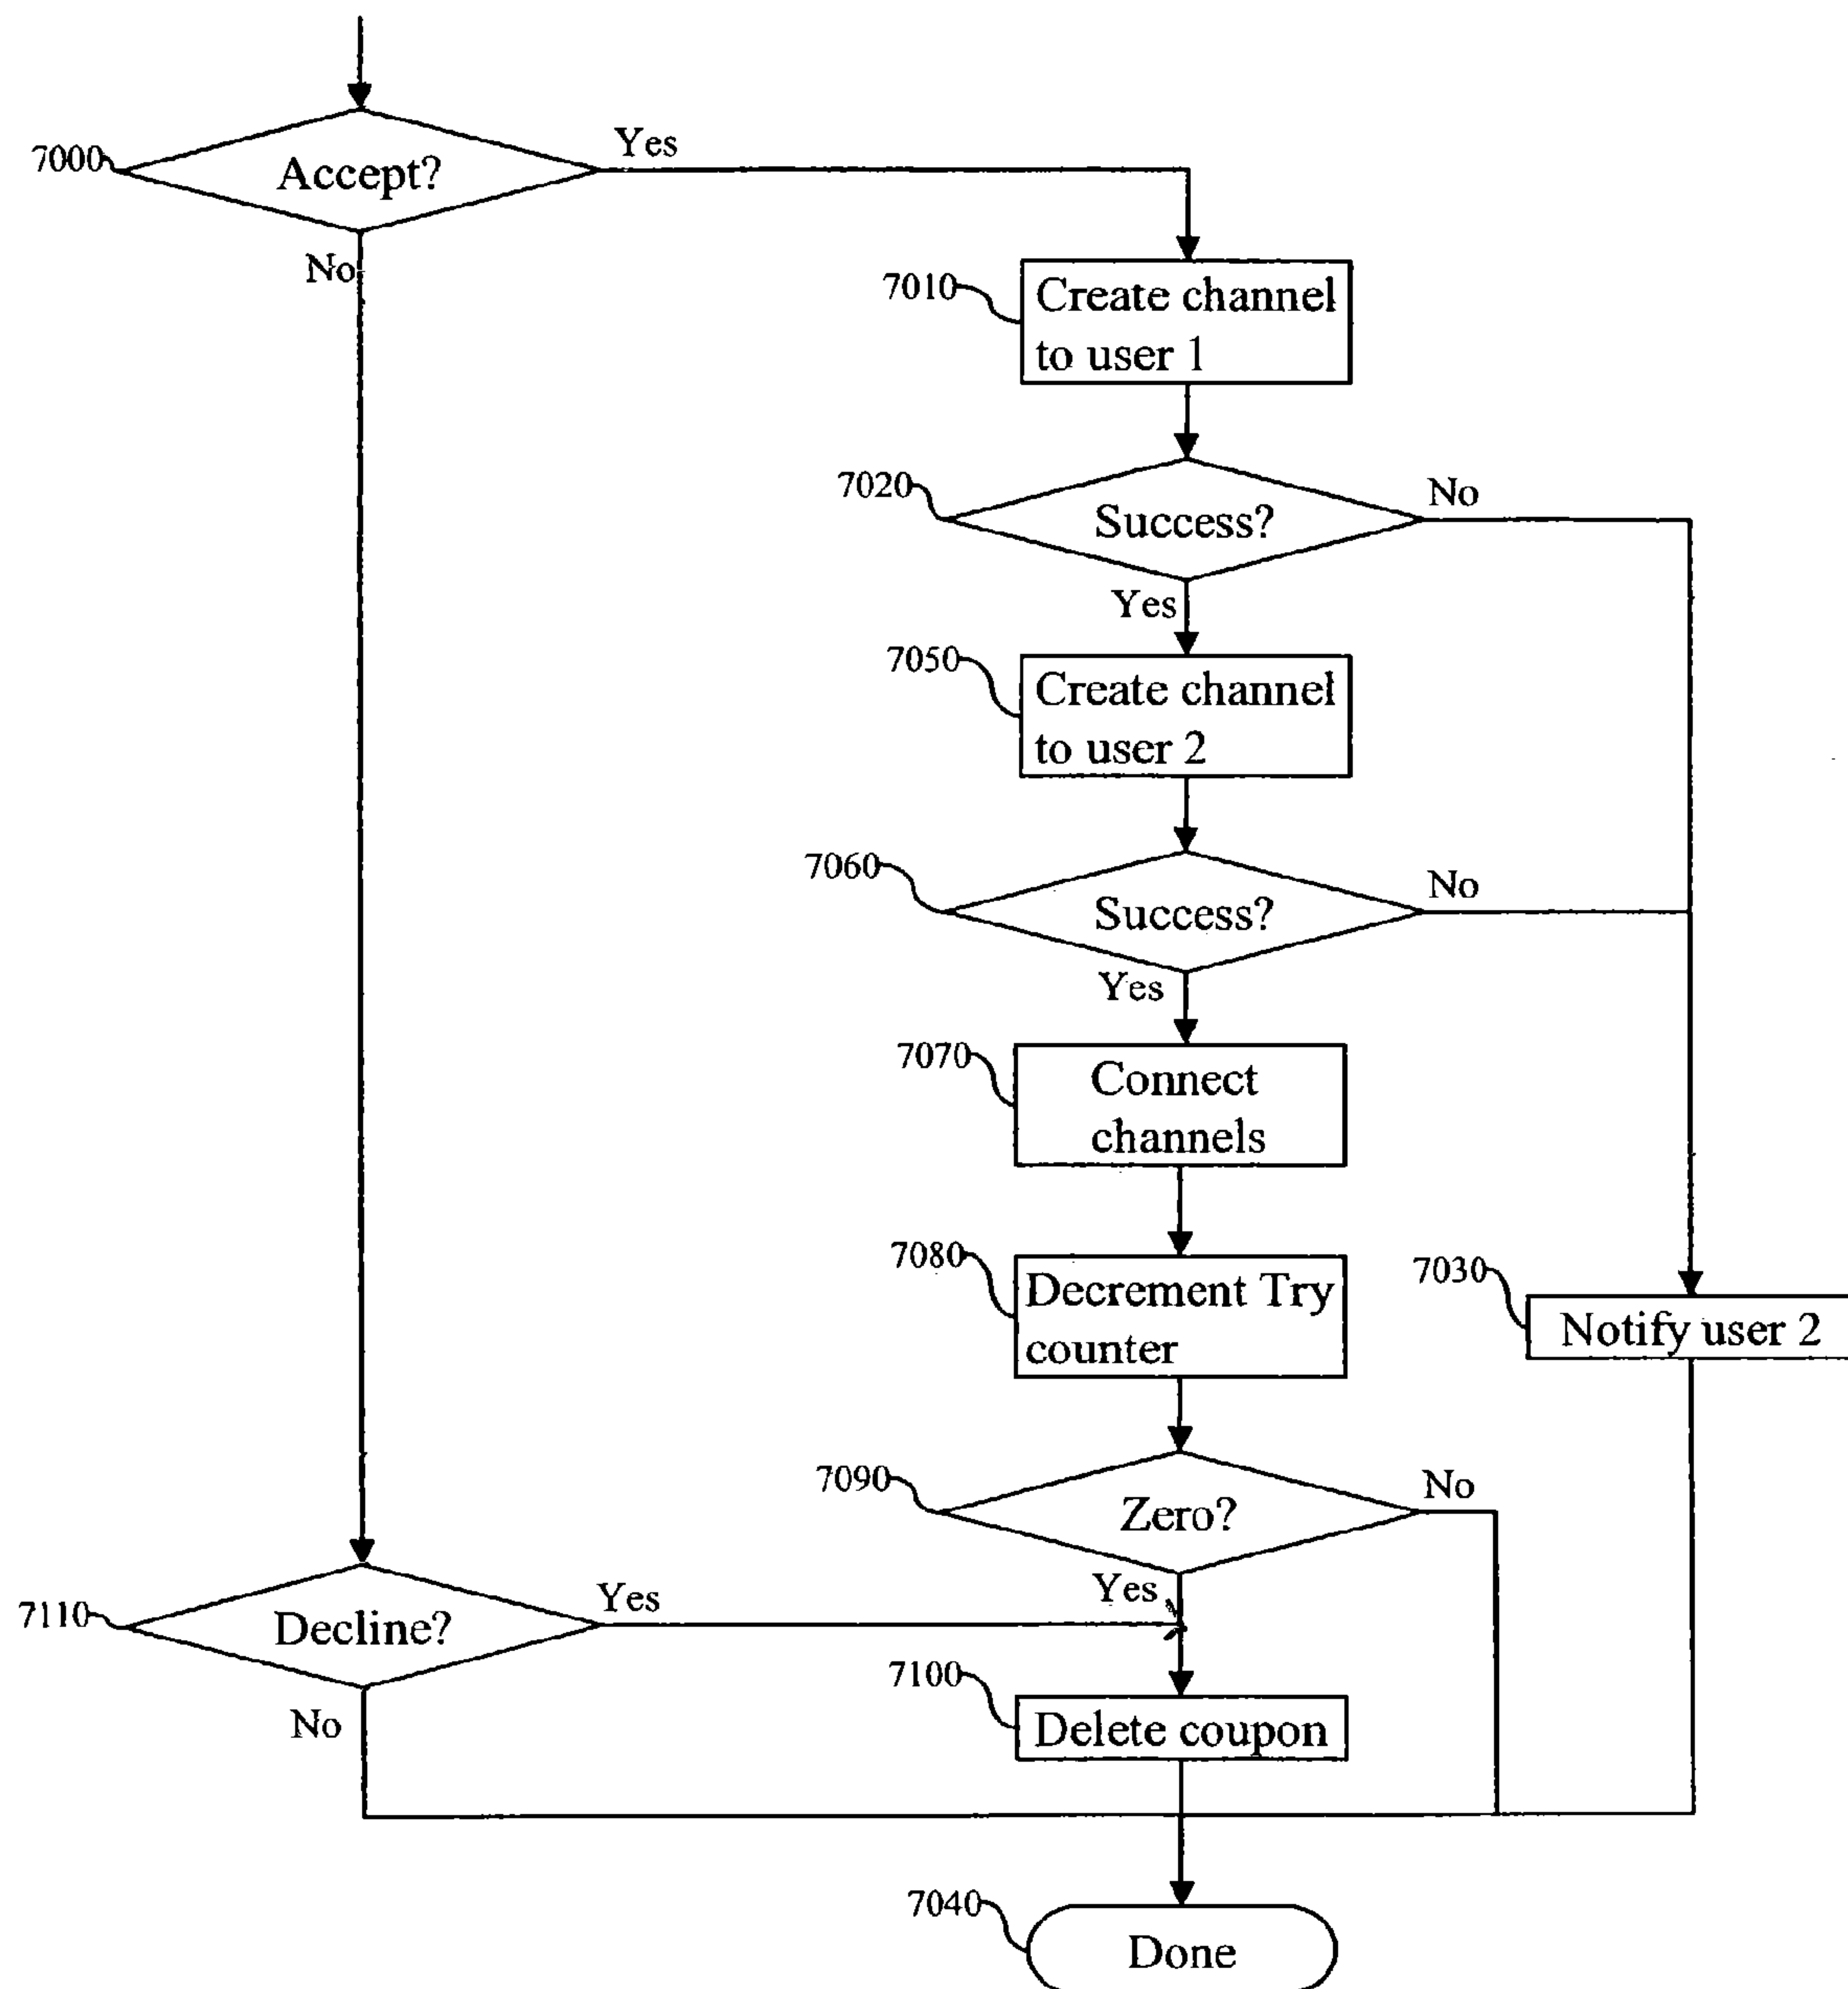 7000
Accept?
Yes
No
7010
Create channel
to user 1
7020
Success?
No
Yes
7050
Create channel
to user 2
7060
Success?
No
Yes
7070
Connect
channels
7080
Decrement Try
counter
7030
Notify user 2
7090
Zero?
No
Yes
7110
Decline?
Yes
No
7100
Delete coupon
7040
Done